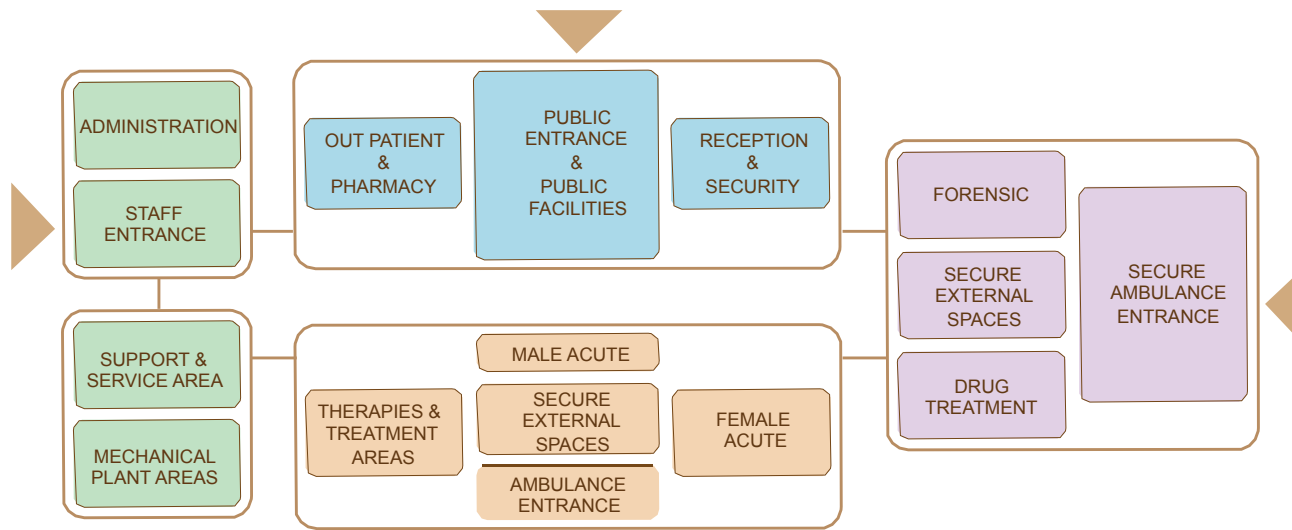 ADMINISTRATION
STAFF
ENTRANCE
OUT PATIENT
&
PHARMACY
PUBLIC
ENTRANCE
&
PUBLIC
FACILITIES
RECEPTION
&
SECURITY
FORENSIC
SECURE
EXTERNAL
SPACES
DRUG
TREATMENT
SECURE
AMBULANCE
ENTRANCE
SUPPORT &
SERVICE AREA
MECHANICAL
PLANT AREAS
THERAPIES &
TREATMENT
AREAS
MALE ACUTE
SECURE
EXTERNAL
SPACES
AMBULANCE
ENTRANCE
FEMALE
ACUTE